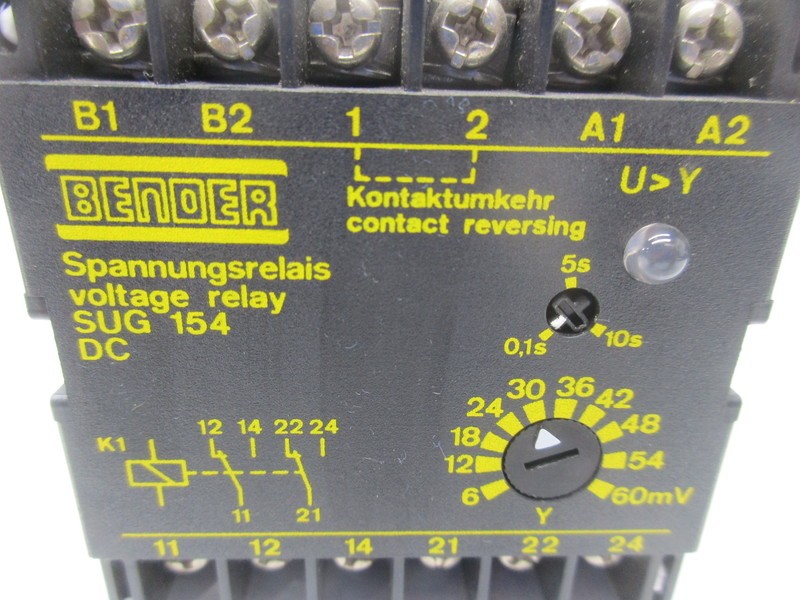 B1 B2 1 2 A1 A2
BENDER
Kontaktumkehr
contact reversing
U>Y
Spannungsrelais
voltage relay
SUG 154
DC
5s
0,1s 10s
K1
12 14 22 24
11 21
6 12 18 24 30 36 42 48 54 60mV
Y
11 12 14 21 22 24